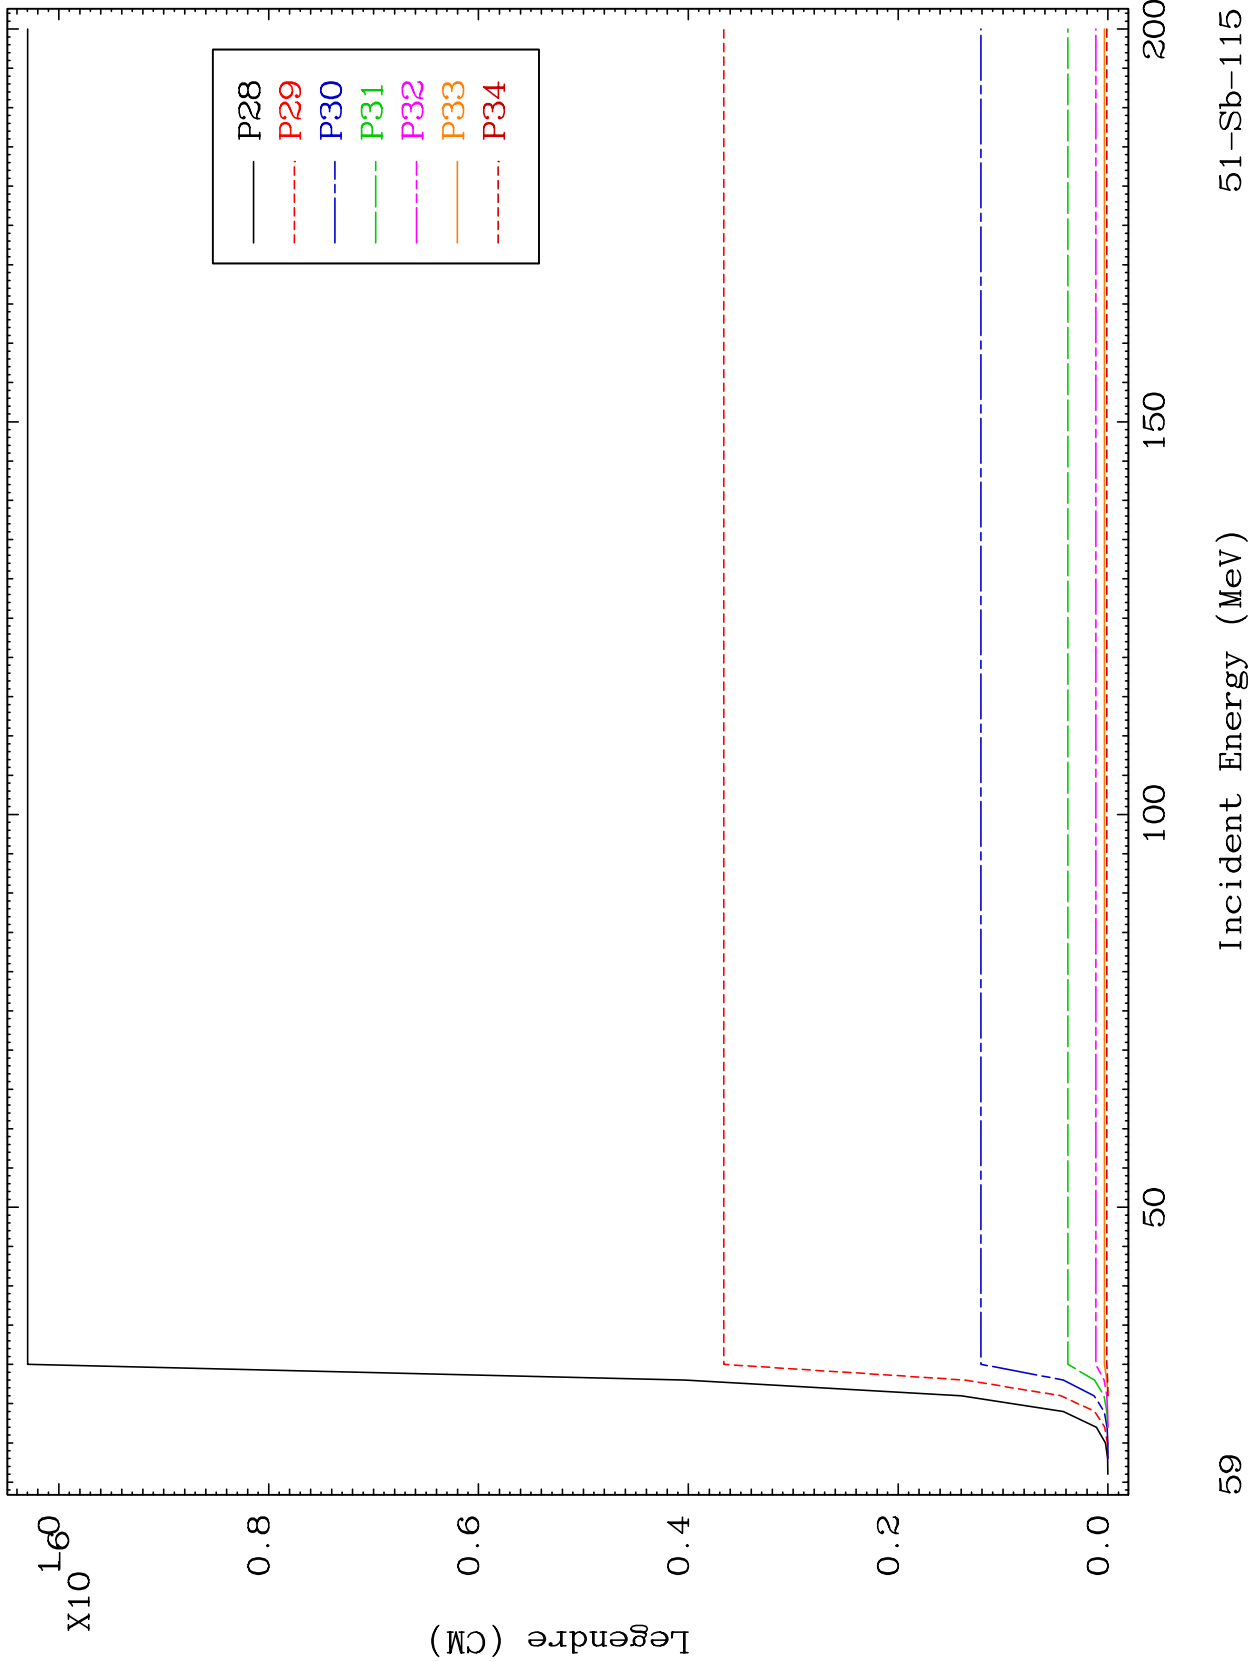 X10-6
1.0
0.8
0.6
0.4
0.2
0.0
Legendre (CM)
P28
P29
P30
P31
P32
P33
P34
50
100
150
200
Incident Energy (MeV)
59
51-Sb-115